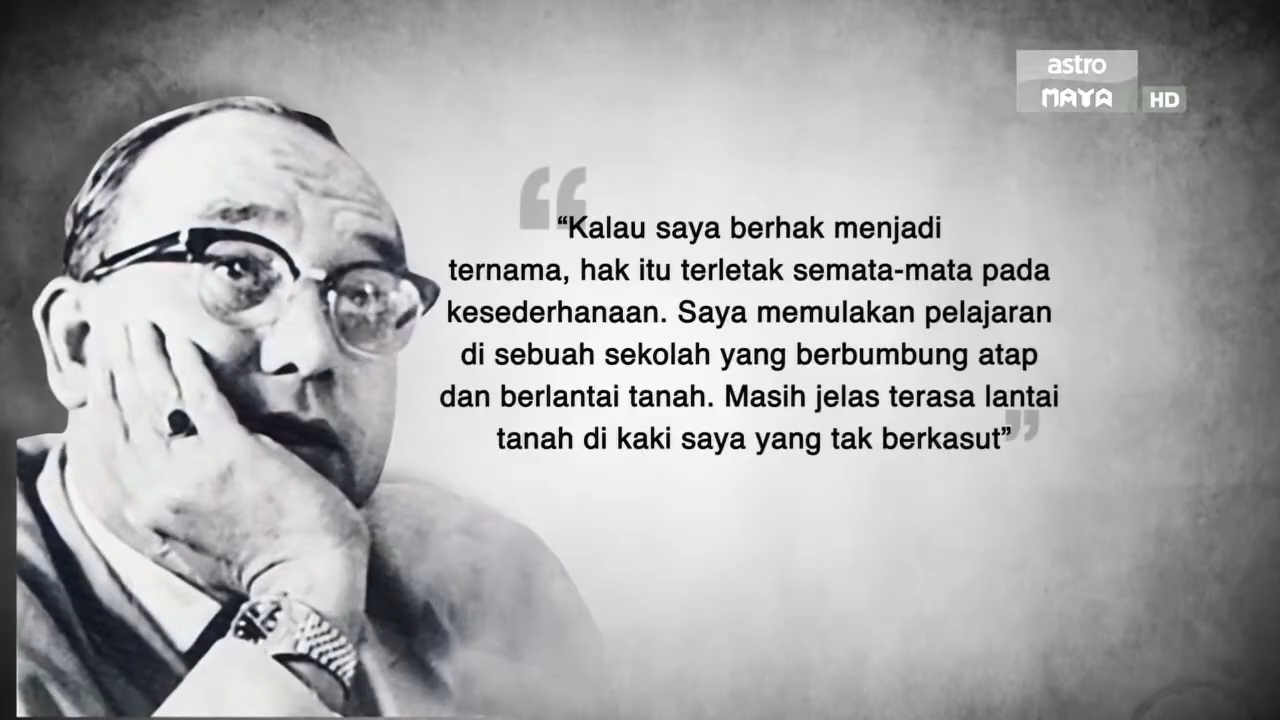 astro
MAYA HD
“Kalau saya berhak menjadi
ternama, hak itu terletak semata-mata pada
kesederhanaan. Saya memulakan pelajaran
di sebuah sekolah yang berbumbung atap
dan berlantai tanah. Masih jelas terasa lantai
tanah di kaki saya yang tak berkasut”